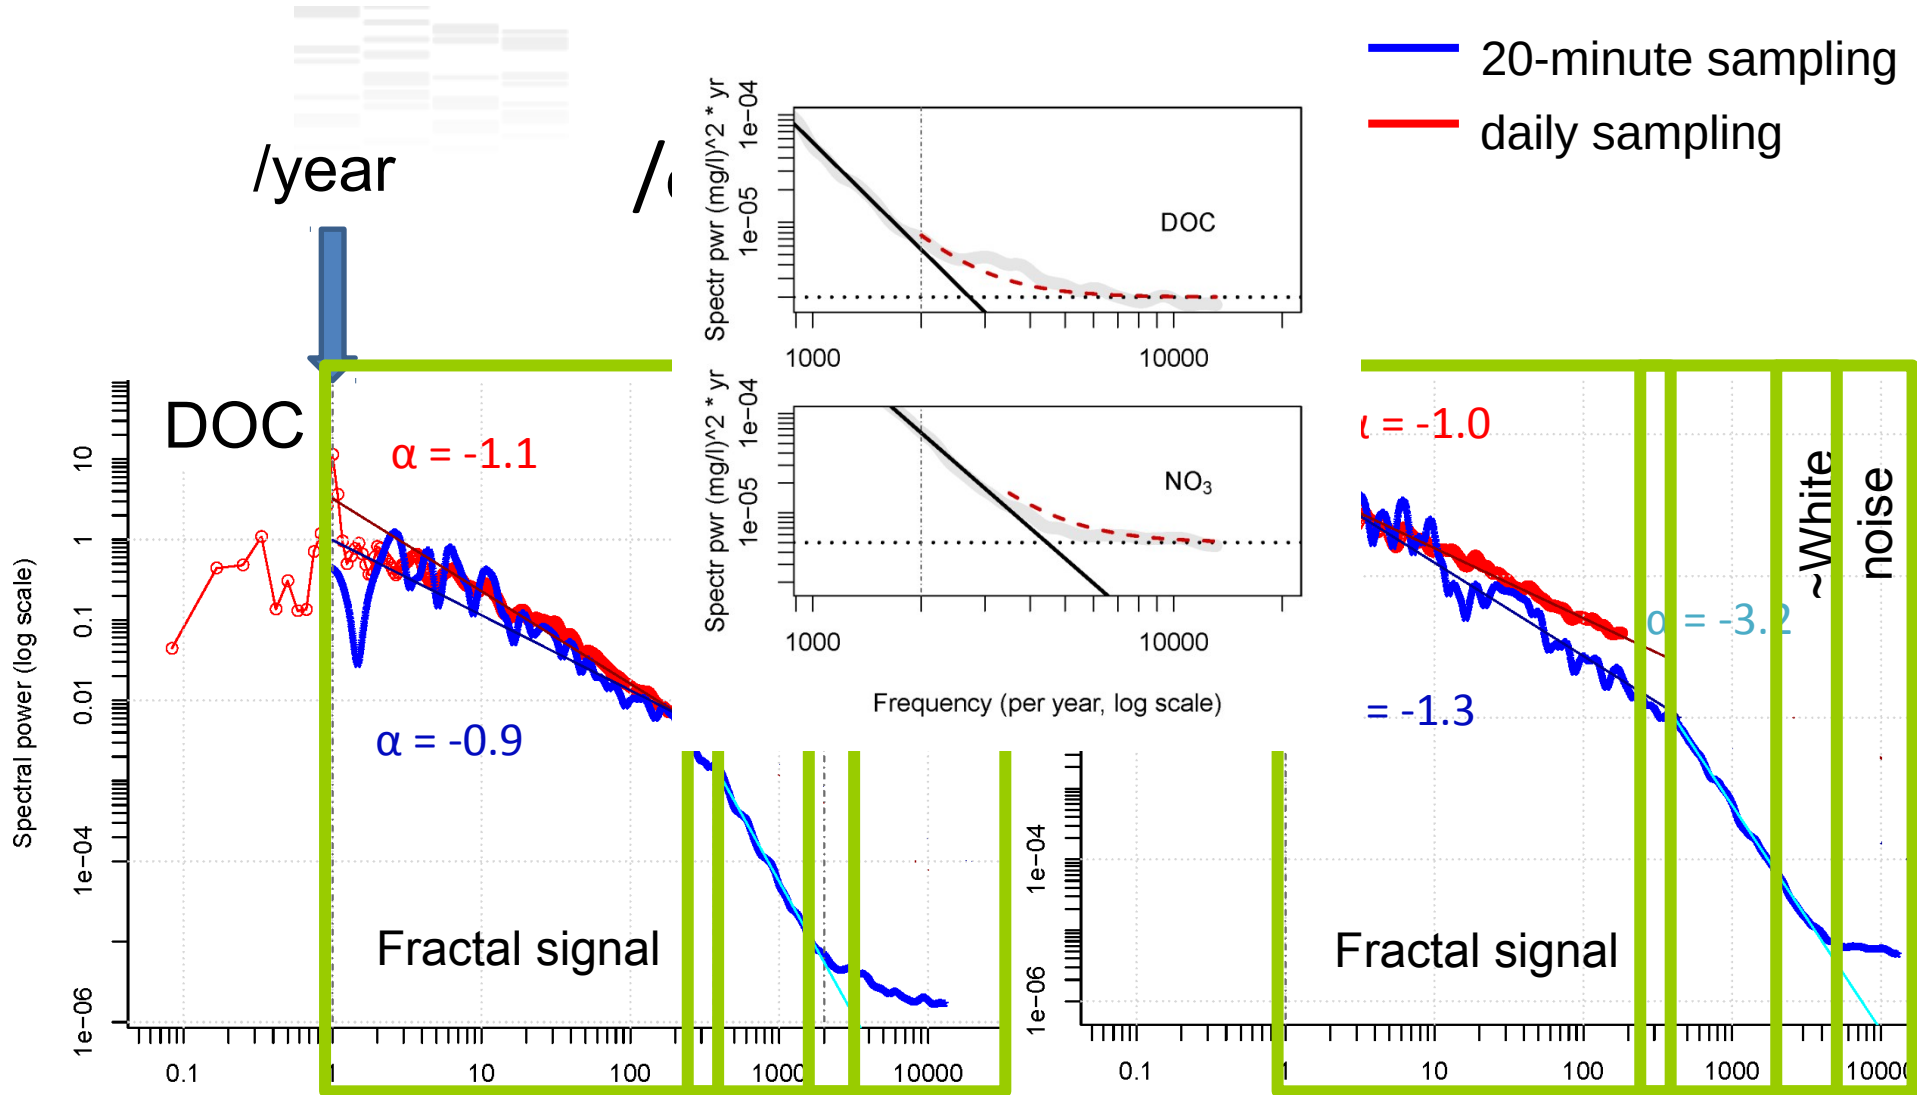 20-minute sampling
daily sampling
/year
Spectr pwr (mg/l)^2 * yr
1e−05 1e−04
DOC
1000 10000
Spectr pwr (mg/l)^2 * yr
1e−05 1e−04
NO₃
1000 10000
Frequency (per year, log scale)
DOC
α = -1.1
α = -0.9
Fractal signal
Spectral power (log scale)
1e−06 1e−04 0.01 0.1 1 10
0.1 1 10 100 1000 10000
= -1.0
= -1.3
α = -3.2
~White
noise
Fractal signal
1e−06 1e−04
0.1 1 10 100 1000 10000